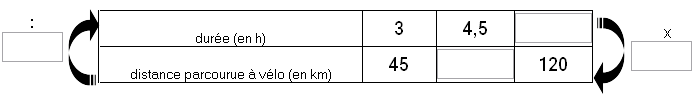 :
durée (en h) 3 4,5
x
distance parcourue à vélo (en km) 45 120